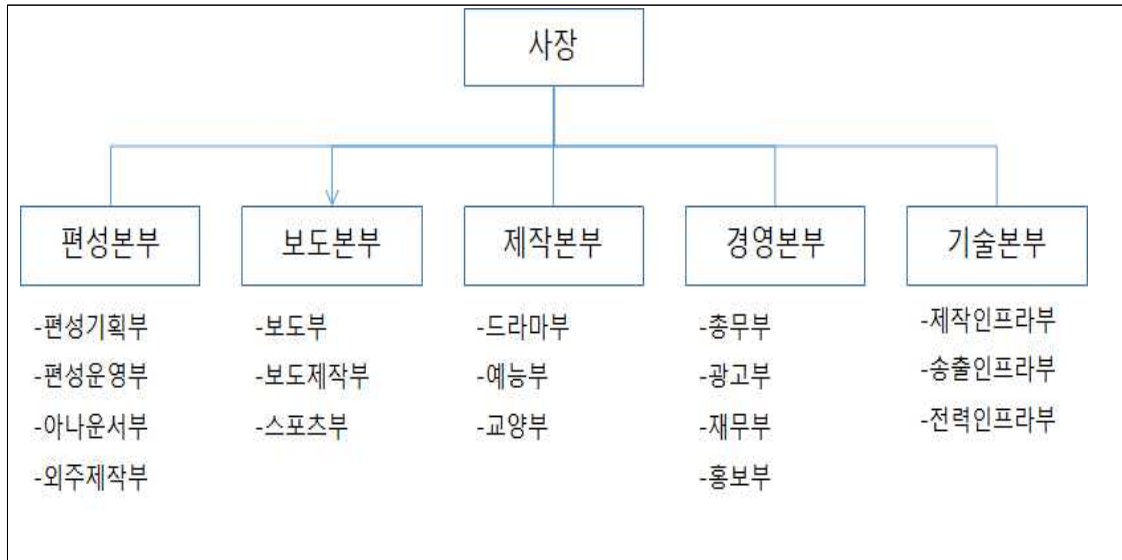 사장
편성본부
보도본부
제작본부
경영본부
기술본부
-편성기획부
-편성운영부
-아나운서부
-외주제작부
-보도부
-보도제작부
-스포츠부
-드라마부
-예능부
-교양부
-총무부
-광고부
-재무부
-홍보부
-제작인프라부
-송출인프라부
-전력인프라부